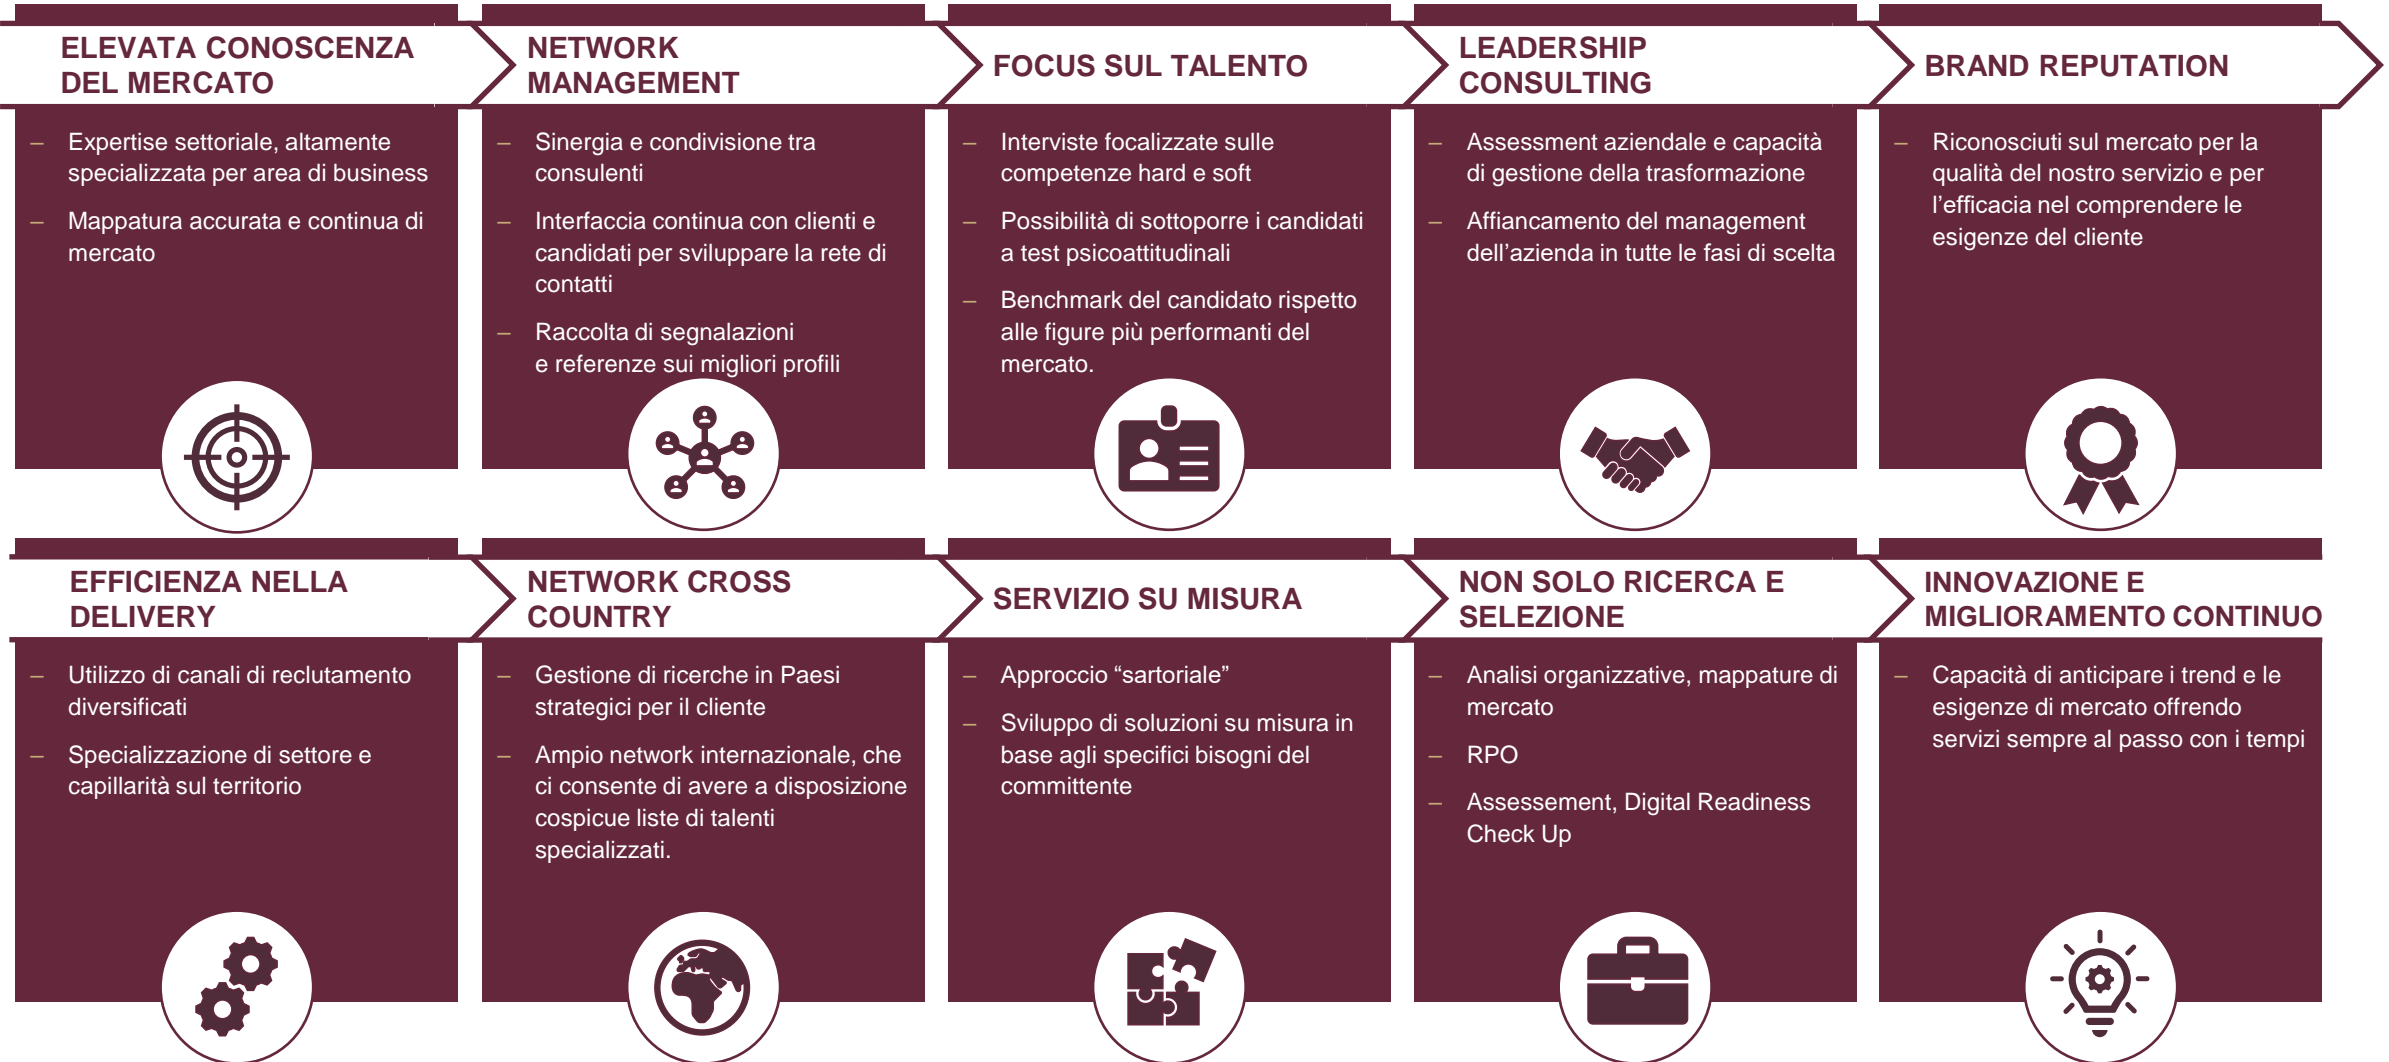 ELEVATA CONOSCENZA
DEL MERCATO
– Expertise settoriale, altamente
specializzata per area di business
– Mappatura accurata e continua di
mercato
NETWORK
MANAGEMENT
– Sinergia e condivisione tra
consulenti
– Interfaccia continua con clienti e
candidati per sviluppare la rete di
contatti
– Raccolta di segnalazioni
e referenze sui migliori profili
FOCUS SUL TALENTO
– Interviste focalizzate sulle
competenze hard e soft
– Possibilità di sottoporre i candidati
a test psicoattitudinali
– Benchmark del candidato rispetto
alle figure più performanti del
mercato.
LEADERSHIP
CONSULTING
– Assessment aziendale e capacità
di gestione della trasformazione
– Affiancamento del management
dell’azienda in tutte le fasi di scelta
BRAND REPUTATION
– Riconosciuti sul mercato per la
qualità del nostro servizio e per
l’efficacia nel comprendere le
esigenze del cliente
EFFICIENZA NELLA
DELIVERY
– Utilizzo di canali di reclutamento
diversificati
– Specializzazione di settore e
capillarità sul territorio
NETWORK CROSS
COUNTRY
– Gestione di ricerche in Paesi
strategici per il cliente
– Ampio network internazionale, che
ci consente di avere a disposizione
cospicue liste di talenti
specializzati.
SERVIZIO SU MISURA
– Approccio “sartoriale”
– Sviluppo di soluzioni su misura in
base agli specifici bisogni del
committente
NON SOLO RICERCA E
SELEZIONE
– Analisi organizzative, mappature di
mercato
– RPO
– Assessement, Digital Readiness
Check Up
INNOVAZIONE E
MIGLIORAMENTO CONTINUO
– Capacità di anticipare i trend e le
esigenze di mercato offrendo
servizi sempre al passo con i tempi